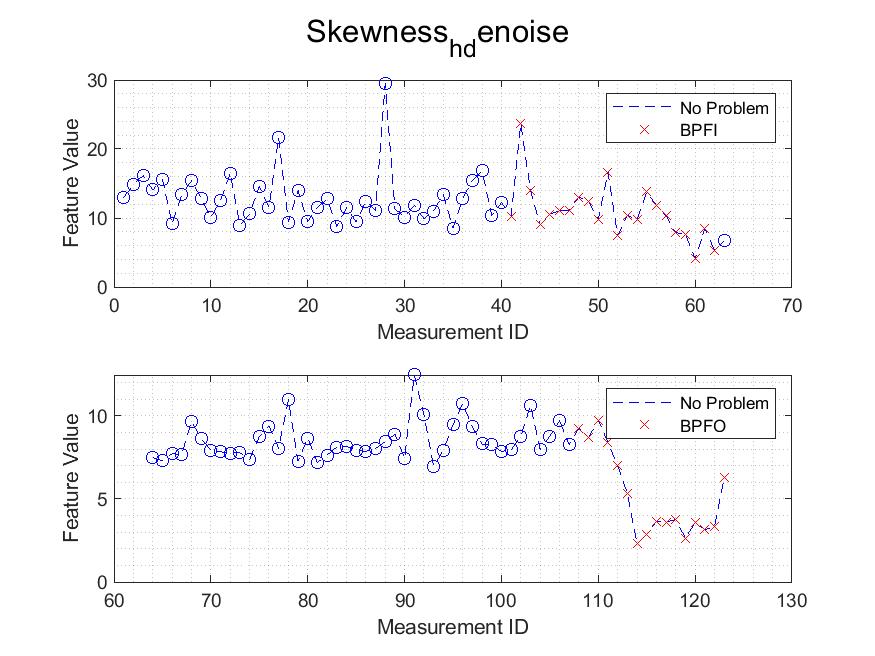 Skewness_hdenoise
30
20
10
0
Feature Value
No Problem
BPFI
0 10 20 30 40 50 60 70
Measurement ID
10
5
0
Feature Value
No Problem
BPFO
60 70 80 90 100 110 120 130
Measurement ID